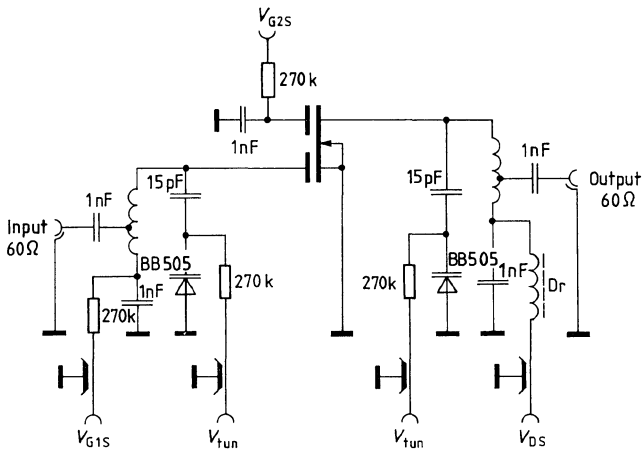 VG2S
270k
1nF
1nF
15pF
15pF
1nF
Input
60Ω
Output
60Ω
BB505
BB505
1nF
270k
270k
270k
1nF
Dr
VG1S
Vtun
Vtun
VDS